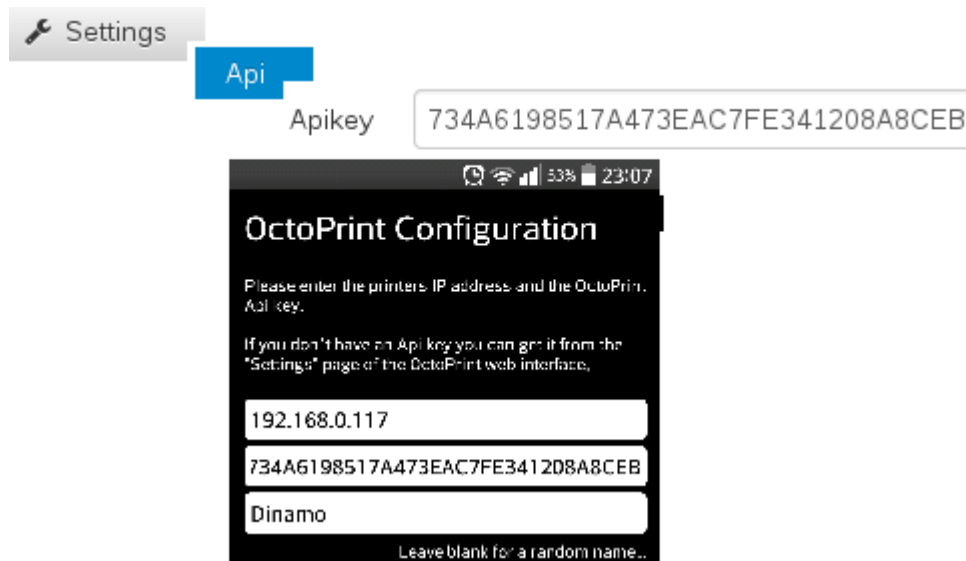 Settings
Api
Apikey 734A6198517A473EAC7FE341208A8CEB
53% 23:07
OctoPrint Configuration
Please enter the printers IP address and the OctoPrint
Api key.
If you don't have an Api key you can get it from the
"Settings" page of the OctoPrint web interface.
192.168.0.117
734A6198517A473EAC7FE341208A8CEB
Dinamo
Leave blank for a random name...